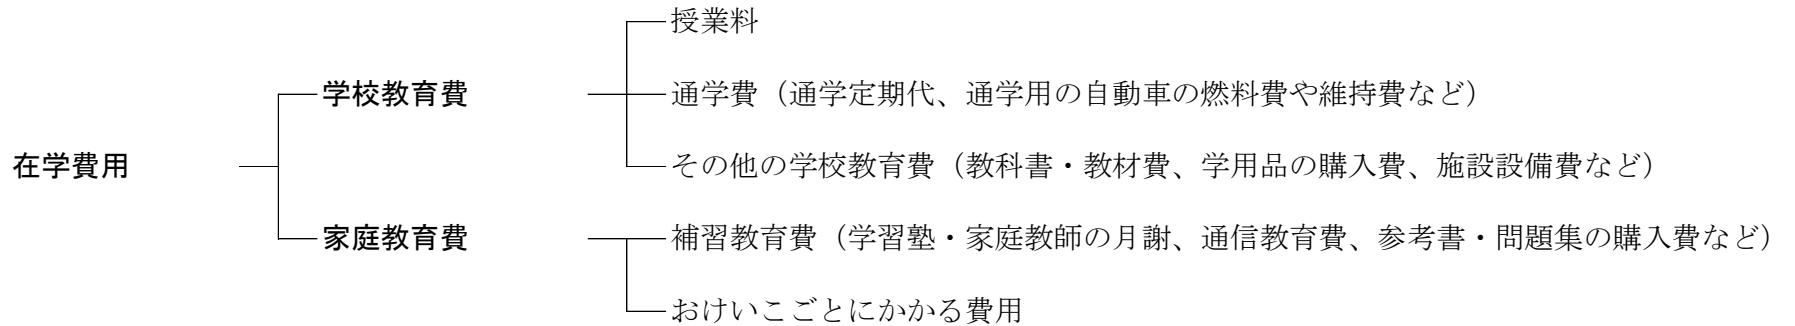 授業料
学校教育費
通学費（通学定期代、通学用の自動車の燃料費や維持費など）
在学費用
その他の学校教育費（教科書・教材費、学用品の購入費、施設設備費など）
家庭教育費
補習教育費（学習塾・家庭教師の月謝、通信教育費、参考書・問題集の購入費など）
おけいこごとにかかる費用